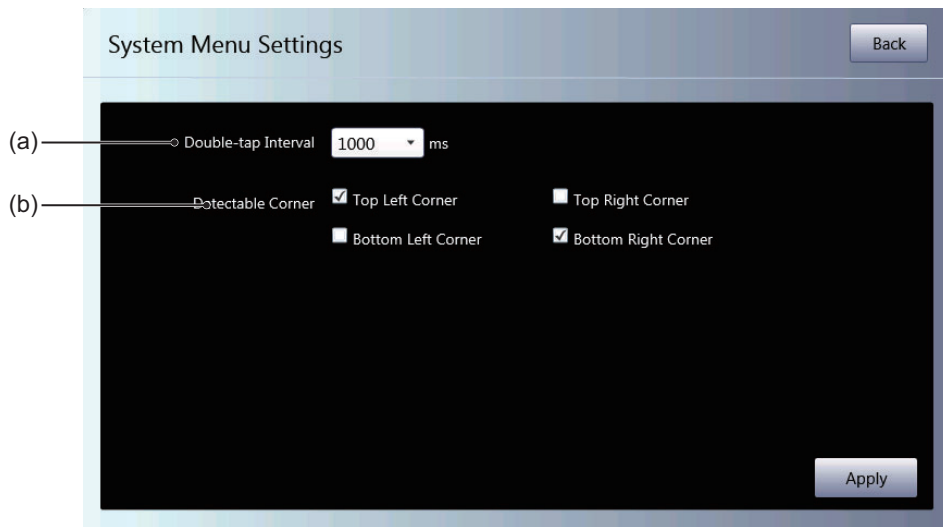 System Menu Settings
Back
(a)
Double-tap Interval
1000
ms
(b)
Detectable Corner
Top Left Corner
Top Right Corner
Bottom Left Corner
Bottom Right Corner
Apply